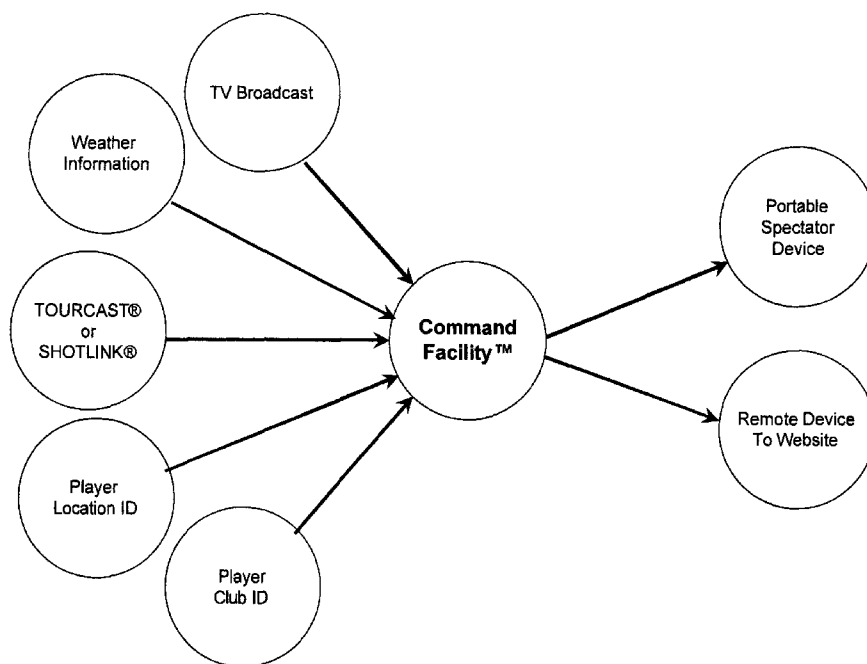 TV Broadcast
Weather
Information
TOURCAST®
or
SHOTLINK®
Player
Location ID
Player
Club ID
Command
Facility™
Portable
Spectator
Device
Remote Device
To Website